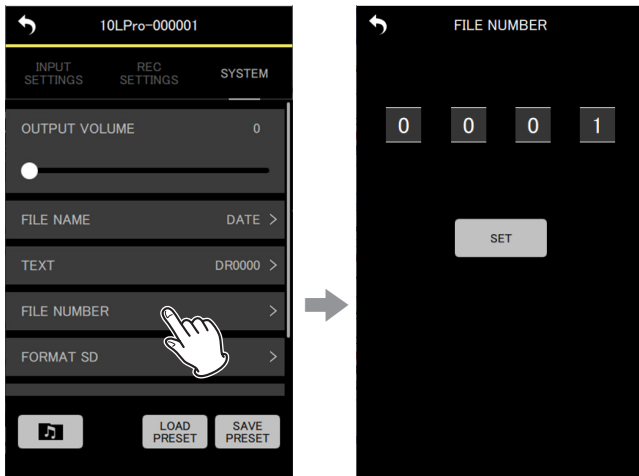 10LPro-000001
INPUT
SETTINGS
REC
SETTINGS
SYSTEM
OUTPUT VOLUME 0
FILE NAME DATE >
TEXT DR0000 >
FILE NUMBER >
FORMAT SD >
LOAD
PRESET
SAVE
PRESET
FILE NUMBER
0 0 0 1
SET